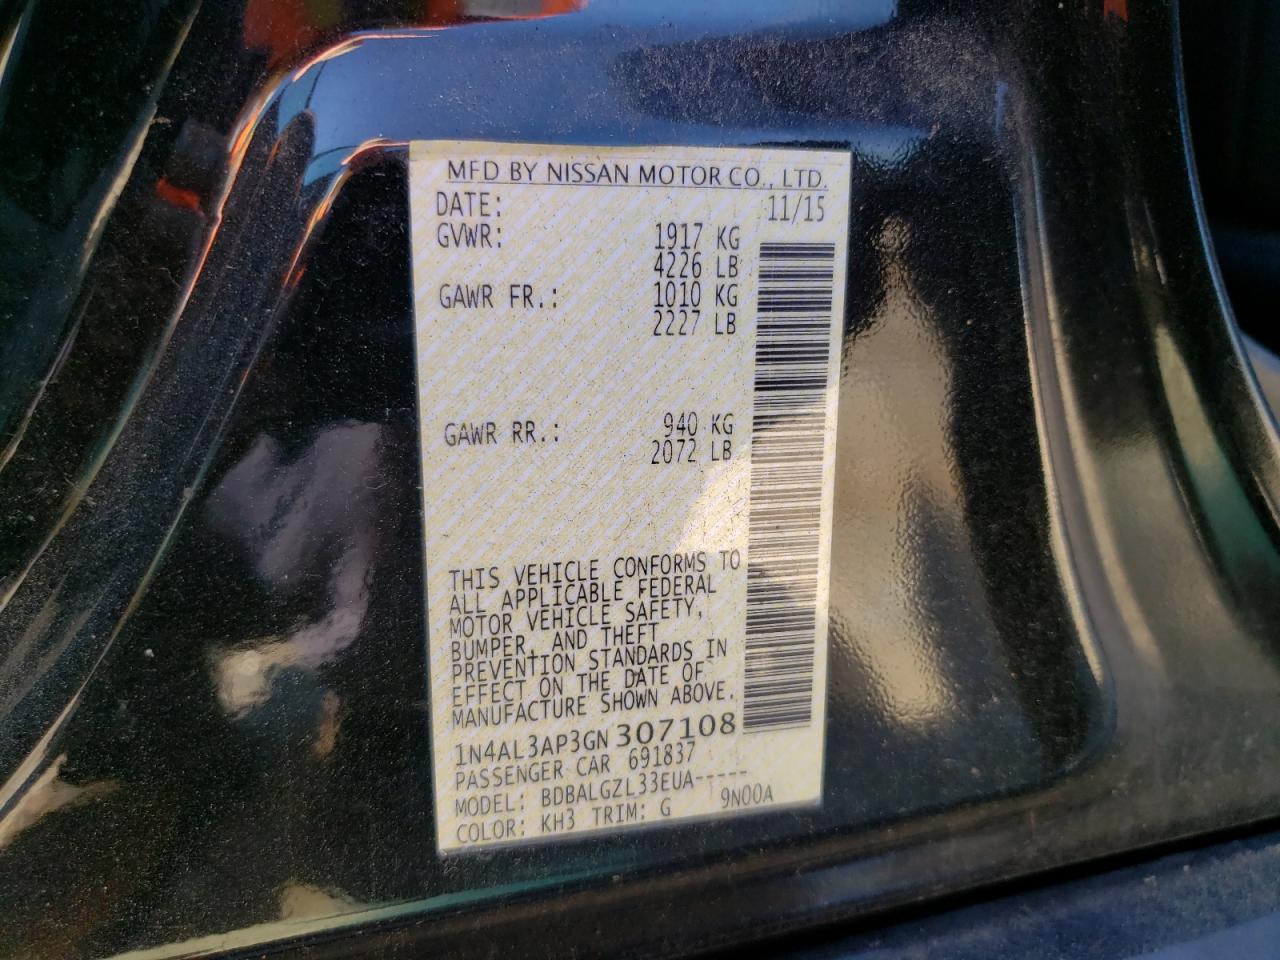 MFD BY NISSAN MOTOR CO., LTD.
DATE: 11/15
GVWR: 1917 KG
4226 LB
GAWR FR.: 1010 KG
2227 LB
GAWR RR.: 940 KG
2072 LB
THIS VEHICLE CONFORMS TO
ALL APPLICABLE FEDERAL
MOTOR VEHICLE SAFETY,
BUMPER, AND THEFT
PREVENTION STANDARDS IN
EFFECT ON THE DATE OF
MANUFACTURE SHOWN ABOVE.
1N4AL3AP3GN307108
PASSENGER CAR 691837
MODEL: BDBALGZL33EUA-----
COLOR: KH3 TRIM: G 9N00A